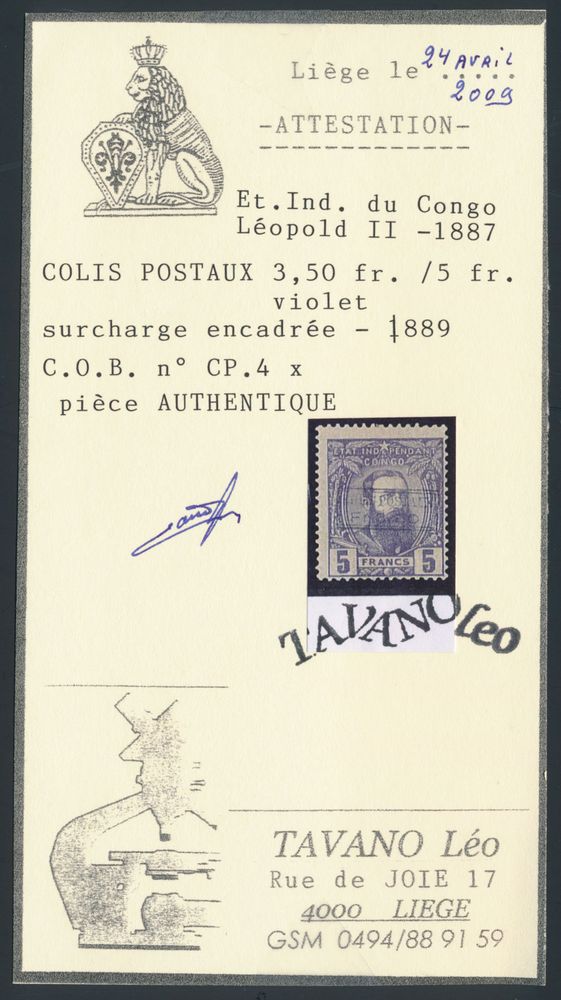 Liège le 24 AVRIL
2009
-ATTESTATION-
Et.Ind. du Congo
Léopold II -1887
COLIS POSTAUX 3,50 fr. /5 fr.
violet
surcharge encadrée - 1889
C.O.B. n° CP.4 x
pièce AUTHENTIQUE
ETAT INDEPENDANT
CONGO
5 FRANCS 5
TAVANO Leo
TAVANO Léo
Rue de JOIE 17
4000 LIEGE
GSM 0494/88 91 59